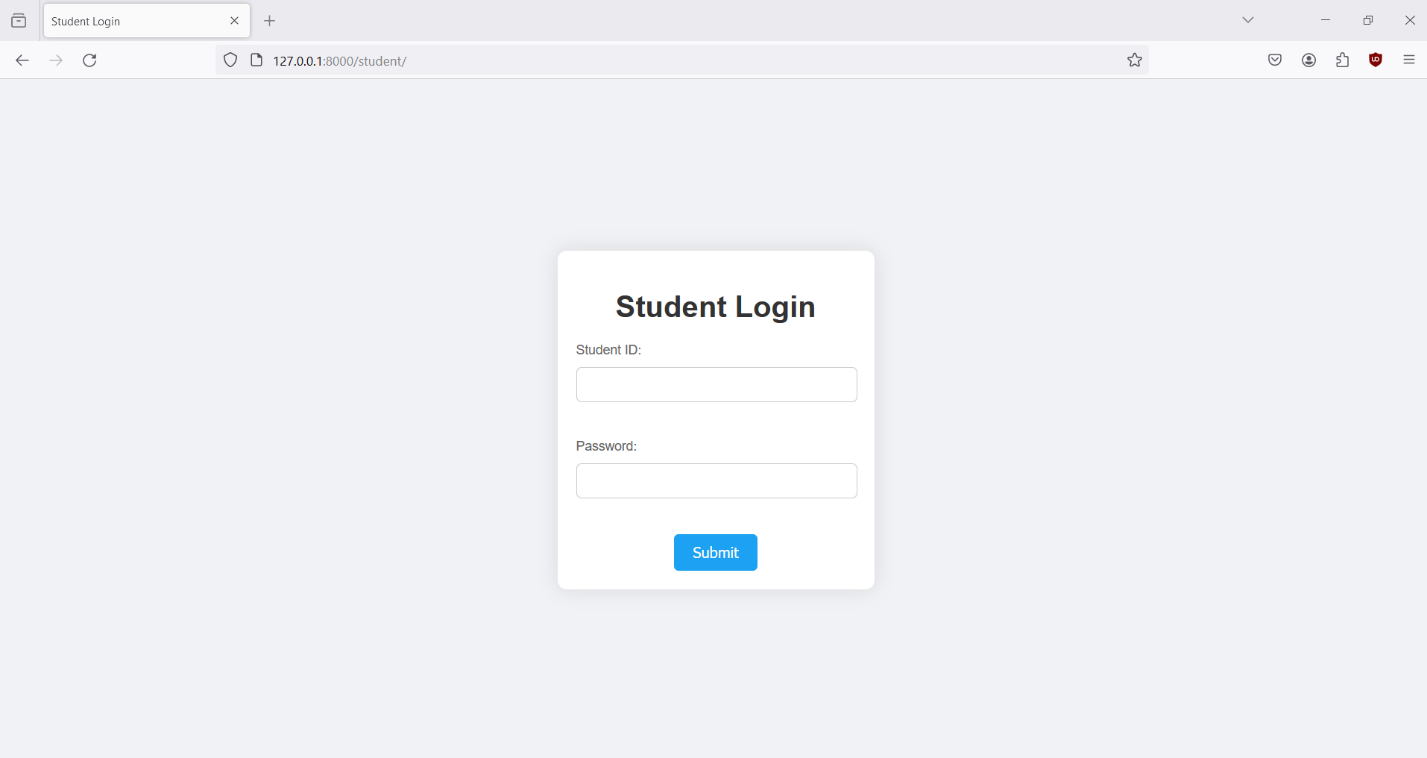 Student Login
127.0.0.1:8000/student/
Student Login
Student ID:
Password:
Submit